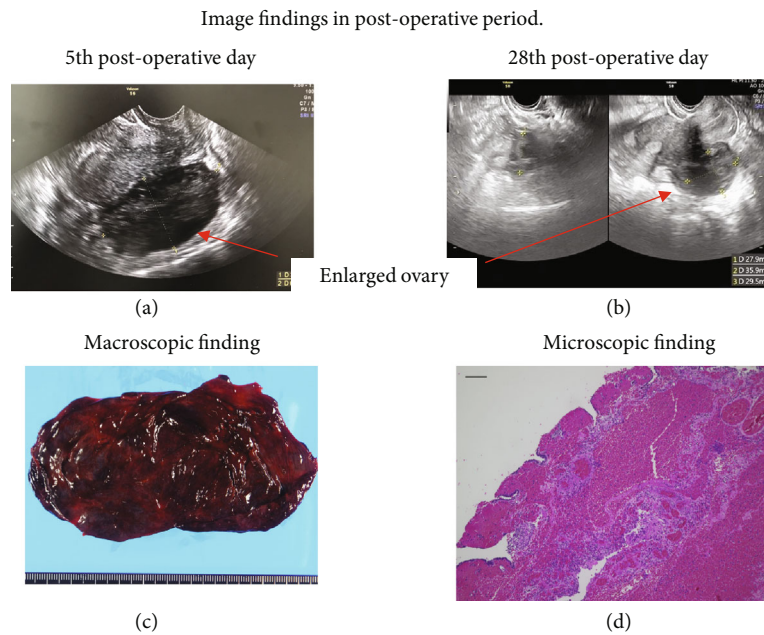 Image findings in post-operative period.
5th post-operative day
28th post-operative day
Enlarged ovary
1 D 27.9m
2 D 35.9m
3 D 29.5m
(a)
(b)
Macroscopic finding
Microscopic finding
(c)
(d)